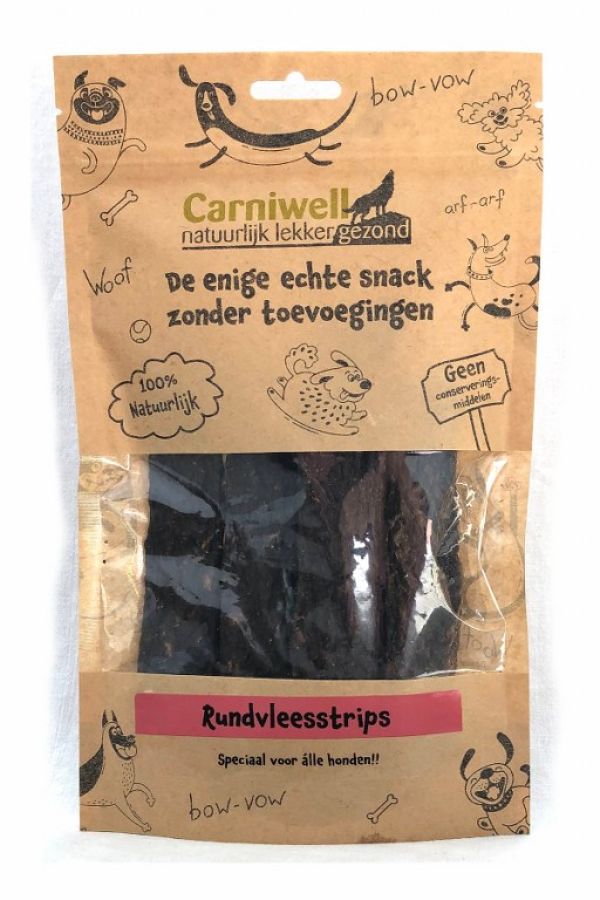 bow-vow
Carniwell
natuurlijk lekker gezond
arf-arf
Woof
De enige echte snack
zonder toevoegingen
100%
Natuurlijk
Geen
conserverings-
middelen
Rundvleesstrips
Speciaal voor álle honden!!
bow-vow